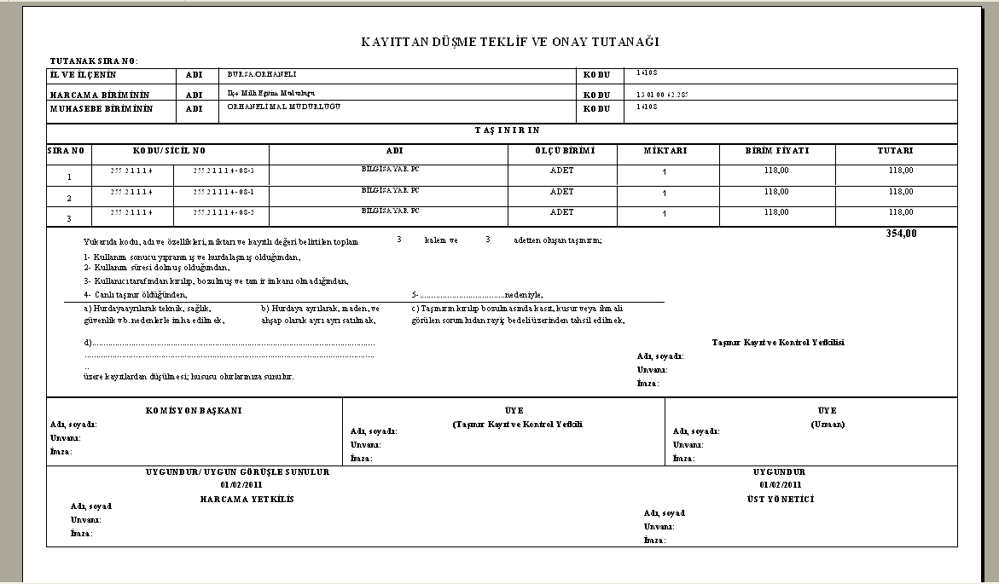 KAYITTAN DÜŞME TEKLİF VE ONAY TUTANAĞI
TUTANAK SIRA NO:
İL VE İLÇENİN ADI BURSA/ORHANELİ KODU 16108
HARCAMA BİRİMİNİN ADI İlçe Milli Eğitim Müdürlüğü KODU 13 01 00 62.285
MUHASEBE BİRİMİNİN ADI ORHANELİ MAL MÜDÜRLÜĞÜ KODU 16108
TAŞINIRIN
SIRA NO KODU/ SİCİL NO ADI ÖLÇÜ BİRİMİ MİKTARI BİRİM FİYATI TUTARI
1 255.2.1.1.1.4 255.2 1 1 1 4-08-3 BİLGİSAYAR PC ADET 1 118,00 118,00
2 255.2.1.1.1.4 255.2 1 1 1 4-08-1 BİLGİSAYAR PC ADET 1 118,00 118,00
3 255.2.1.1.1.4 255.2 1 1 1 4-08-2 BİLGİSAYAR PC ADET 1 118,00 118,00
354,00
Yukarıda kodu, adı ve özellikleri, miktarı ve kayıtlı değeri belirtilen toplam 3 kalem ve 3 adetten oluşan taşınırın;
1- Kullanım sonucu yıpranmış ve hurdalaşmış olduğundan,
2- Kullanım süresi dolmuş olduğundan,
3- Kullanıcı tarafından kırılıp, bozulmuş ve tamir imkanı olmadığından,
4- Canlı taşınır öldüğünden, 5-....................................nedeniyle,
a) Hurdayaayrılarak teknik, sağlık, b) Hurdaya ayrılarak, maden, ve c) Taşınırın kırılıp bozulmasında kasıt, kusur veya ihmali
güvenlik vb. nedenlerle imha edilmek, ahşap olarak ayrı ayrı satılmak, görülen sorumludan rayiç bedeli üzerinden tahsil edilmek,
d)........................................................................................................................
...........................................................................................................................
..
üzere kayıtlardan düşülmesi; hususu olurlarınıza sunulur.
Taşınır Kayıt ve Kontrol Yetkilisi
Adı, soyadı:
Unvanı:
İmza:
KOMİSYON BAŞKANI
Adı, soyadı:
Unvanı:
İmza:
ÜYE
(Taşınır Kayıt ve Kontrol Yetkili
Adı, soyadı:
Unvanı:
İmza:
ÜYE
(Uzman)
Adı, soyadı:
Unvanı:
İmza:
UYGUNDUR/ UYGUN GÖRÜŞLE SUNULUR
01/02/2011
HARCAMA YETKİLİS
Adı, soyad
Unvanı:
İmza:
UYGUNDUR
01/02/2011
ÜST YÖNETİCİ
Adı, soyad
Unvanı:
İmza: